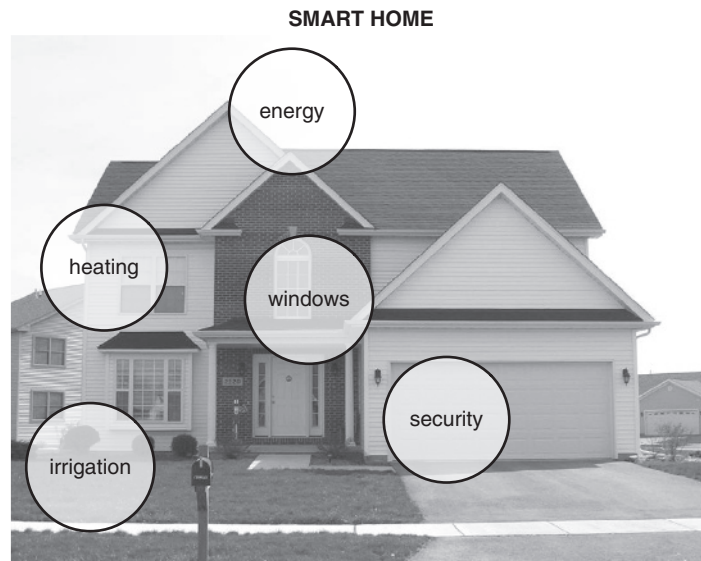 SMART HOME
energy
heating
windows
security
irrigation